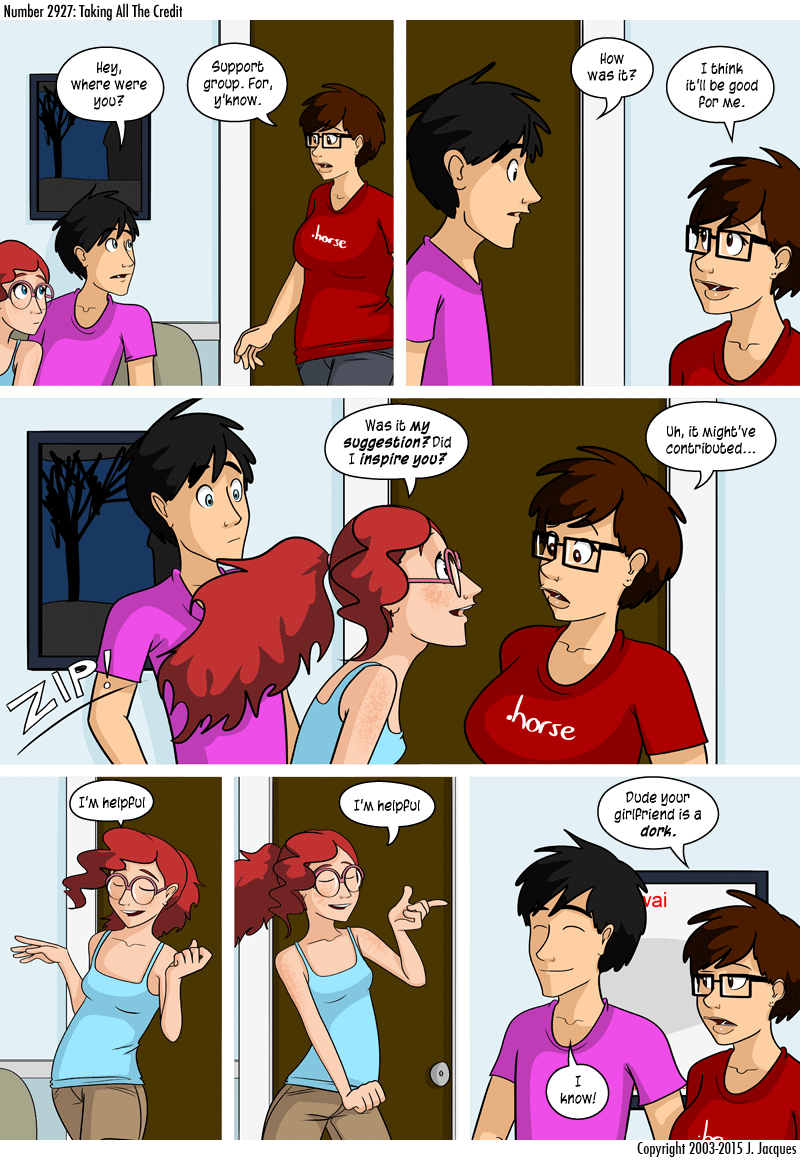 Number 2927: Taking All The Credit
Hey,
where were
you?
Support
group. For,
y'know.
.horse
How
was it?
I think
it'll be good
for me.
Was it my
suggestion? Did
I inspire you?
Uh, it might've
contributed...
ZIP!
.horse
I'm helpful
I'm helpful
Dude your
girlfriend is a
dork.
wai
I
know!
Copyright 2003-2015 J. Jacques